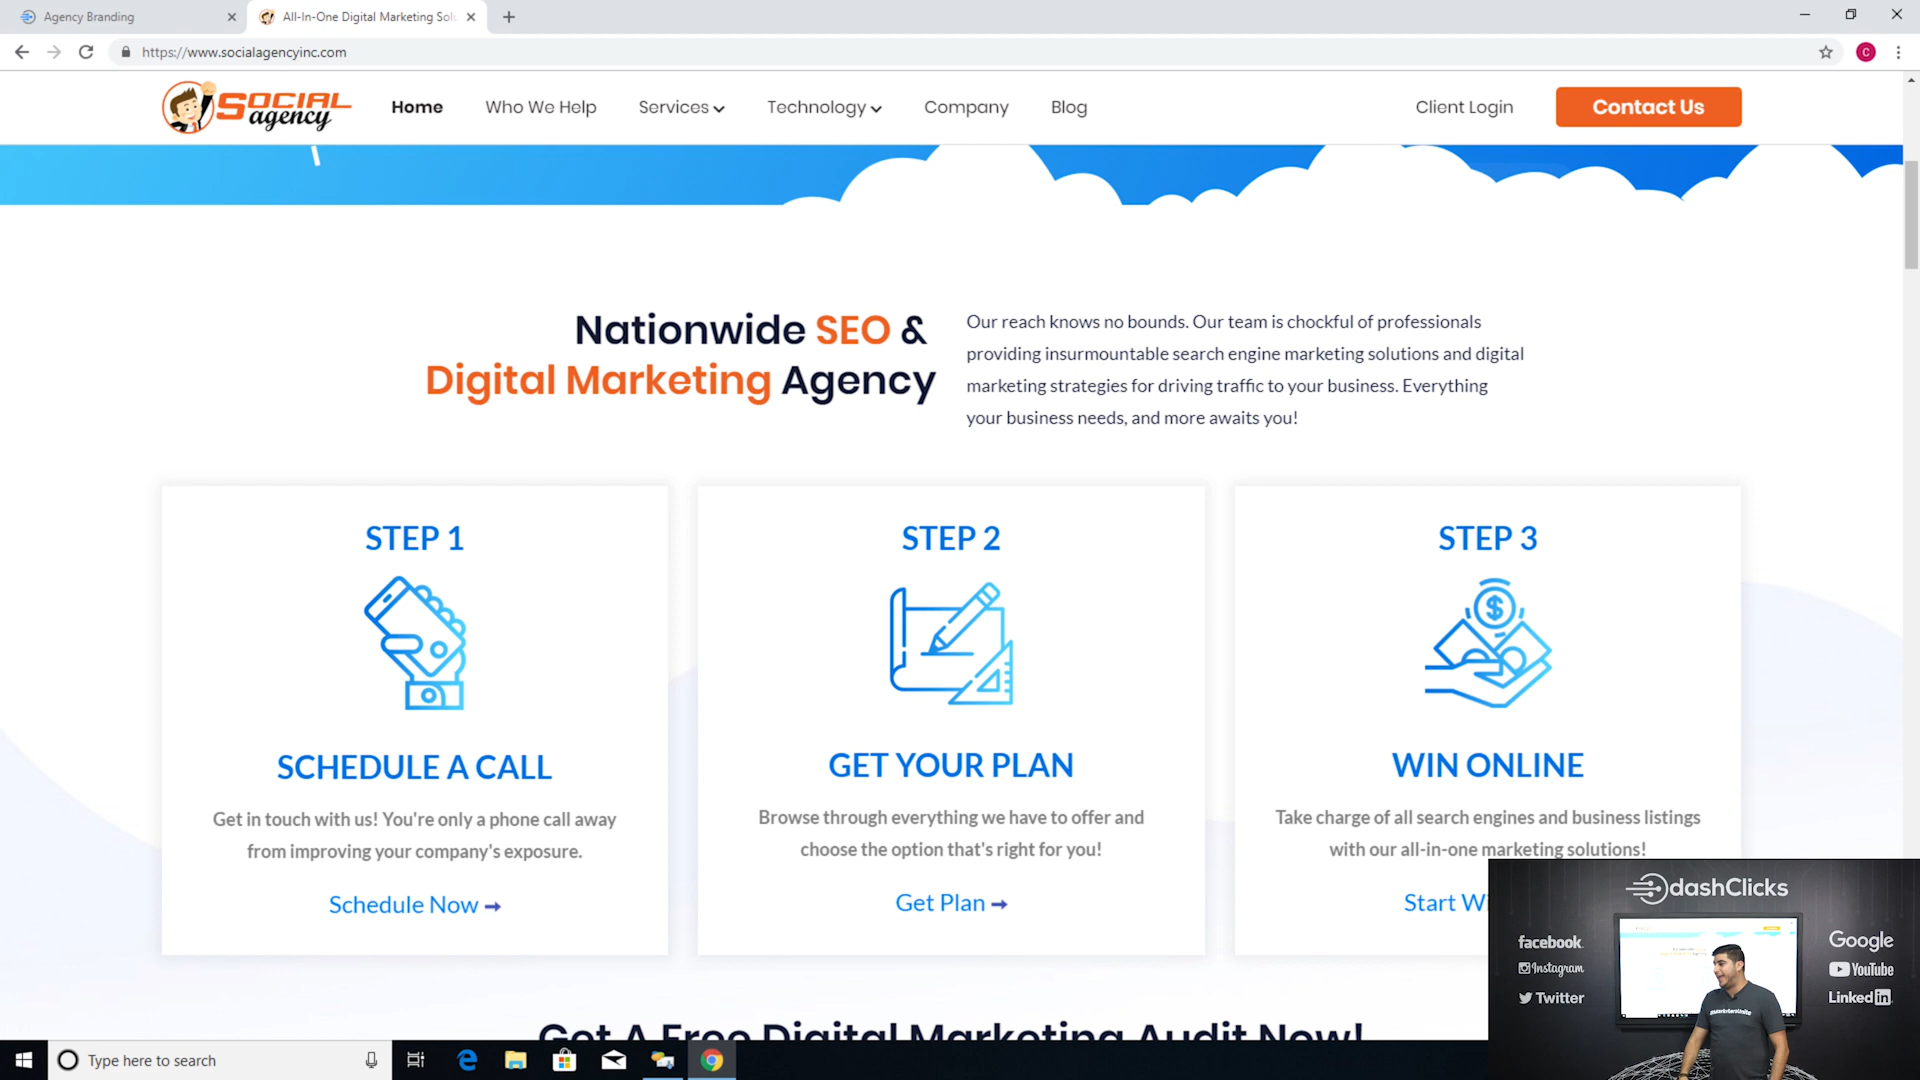 Agency Branding
All-In-One Digital Marketing Solu
C
https://www.socialagencyinc.com
SOCIAL
agency
Home
Who We Help
Services
Technology
Company
Blog
Client Login
Contact Us
Nationwide SEO &
Digital Marketing Agency
Our reach knows no bounds. Our team is chockful of professionals
providing insurmountable search engine marketing solutions and digital
marketing strategies for driving traffic to your business. Everything
your business needs, and more awaits you!
STEP 1
SCHEDULE A CALL
Get in touch with us! You're only a phone call away
from improving your company's exposure.
Schedule Now
STEP 2
GET YOUR PLAN
Browse through everything we have to offer and
choose the option that's right for you!
Get Plan
STEP 3
$
WIN ONLINE
Take charge of all search engines and business listings
with our all-in-one marketing solutions!
Start Wi
Get A Free Digital Marketing Audit Now!
dashClicks
facebook
Instagram
Twitter
Google
YouTube
Linked in
Type here to search